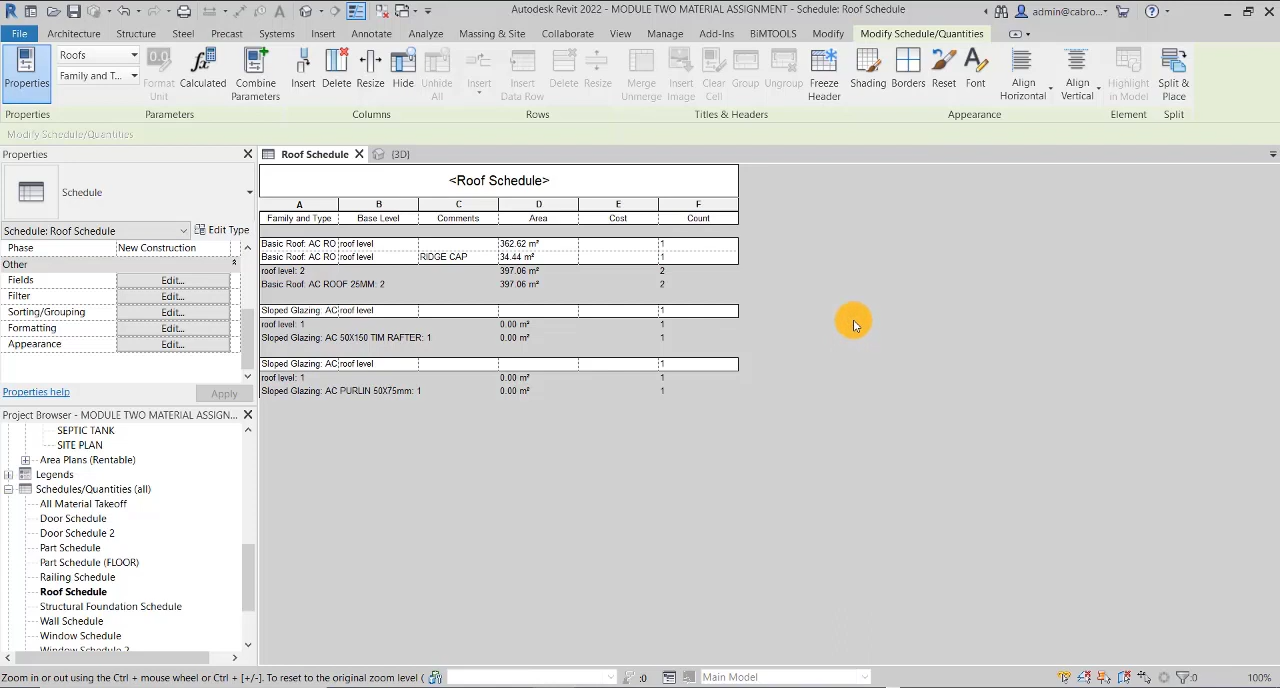 Autodesk Revit 2022 - MODULE TWO MATERIAL ASSIGNMENT - Schedule: Roof Schedule
admin@cabro...
File Architecture Structure Steel Precast Systems Insert Annotate Analyze Massing & Site Collaborate View Manage Add-Ins BiMTOOLS Modify Modify Schedule/Quantities
Roofs
Family and T...
Properties Format Unit Calculated Combine Parameters Insert Delete Resize Hide Unhide All Insert Insert Data Row Delete Resize Merge Unmerge Insert Image Clear Cell Group Ungroup Freeze Header Shading Borders Reset Font Align Horizontal Align Vertical Highlight in Model Split & Place
Properties Parameters Columns Rows Titles & Headers Appearance Element Split
Modify Schedule/Quantities
Properties
Schedule
Schedule: Roof Schedule Edit Type
Phase New Construction
Other
Fields Edit...
Filter Edit...
Sorting/Grouping Edit...
Formatting Edit...
Appearance Edit...
Properties help Apply
Project Browser - MODULE TWO MATERIAL ASSIGN...
SEPTIC TANK
SITE PLAN
Area Plans (Rentable)
Legends
Schedules/Quantities (all)
All Material Takeoff
Door Schedule
Door Schedule 2
Part Schedule
Part Schedule (FLOOR)
Railing Schedule
Roof Schedule
Structural Foundation Schedule
Wall Schedule
Window Schedule
Window Schedule 2
Roof Schedule {3D}
<Roof Schedule>
A B C D E F
Family and Type Base Level Comments Area Cost Count
Basic Roof: AC RO roof level 362.62 m² 1
Basic Roof: AC RO roof level RIDGE CAP 34.44 m² 1
roof level: 2 397.06 m² 2
Basic Roof: AC ROOF 25MM: 2 397.06 m² 2
Sloped Glazing: AC roof level 1
roof level: 1 0.00 m² 1
Sloped Glazing: AC 50X150 TIM RAFTER: 1 0.00 m² 1
Sloped Glazing: AC roof level 1
roof level: 1 0.00 m² 1
Sloped Glazing: AC PURLIN 50X75mm: 1 0.00 m² 1
Zoom in or out using the Ctrl + mouse wheel or Ctrl + [+/-]. To reset to the original zoom level ( :0 Main Model :0 100%